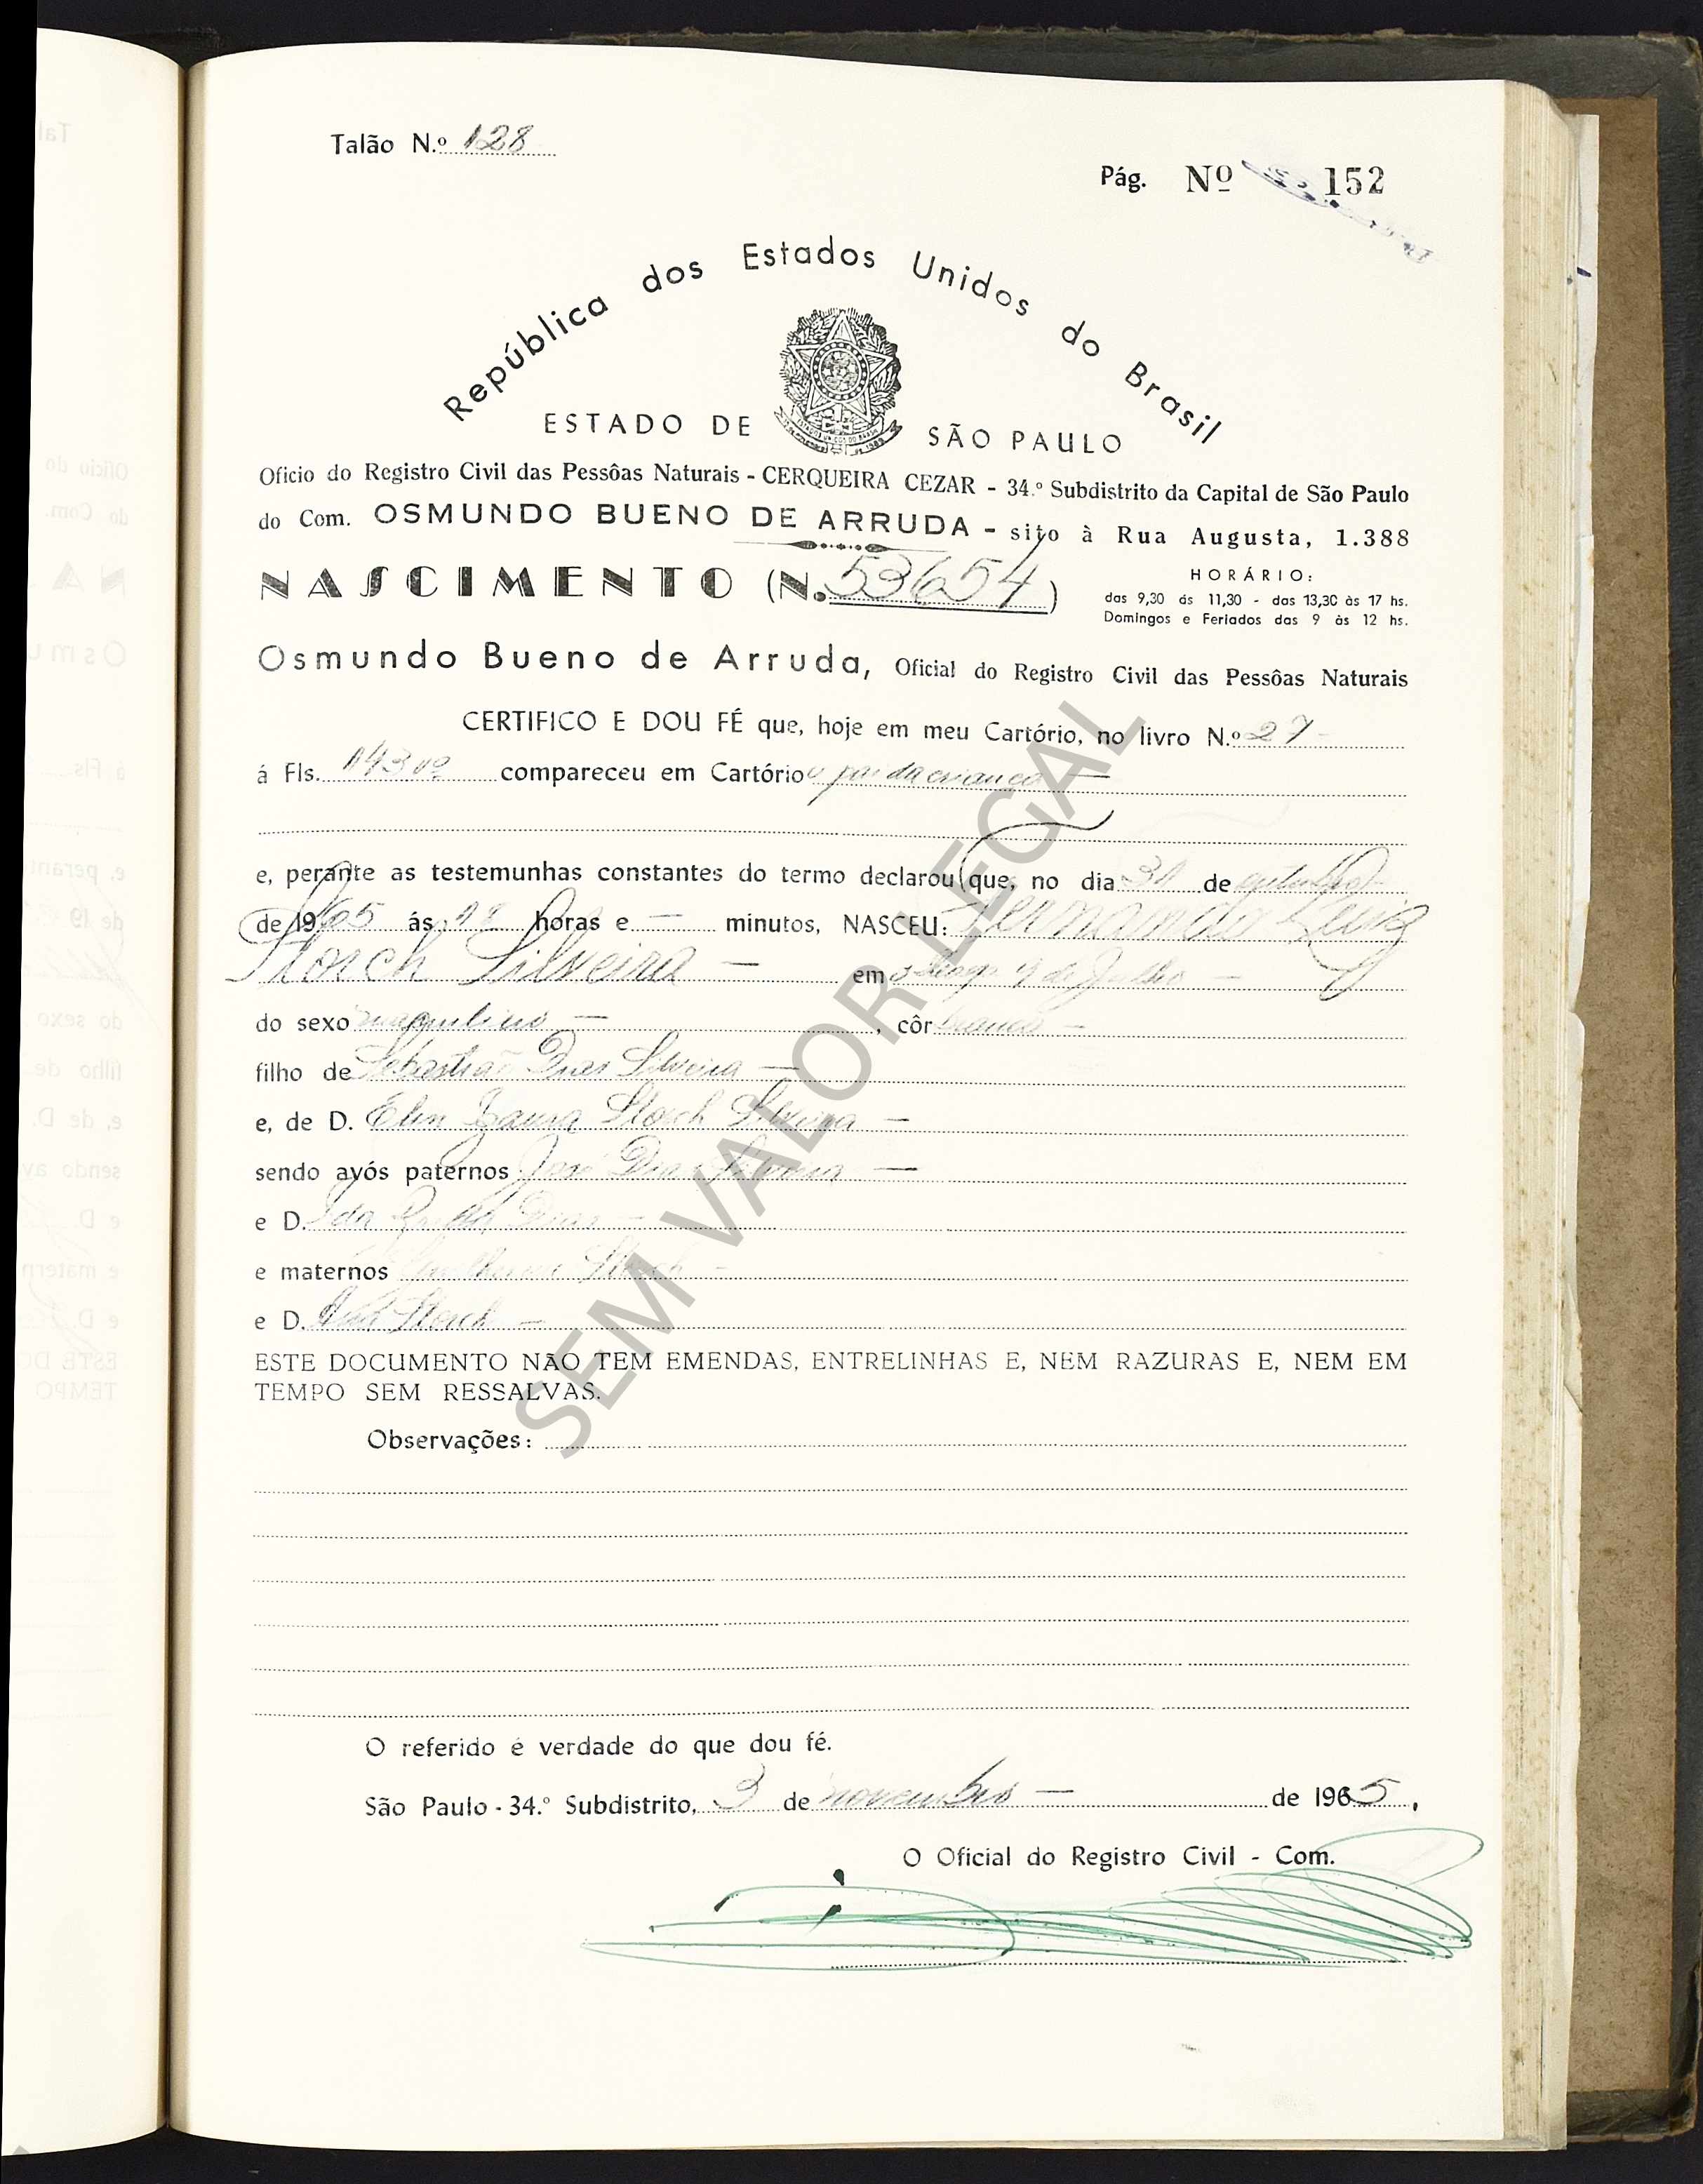 Talão N.º 128
Pág. Nº 152
República dos Estados Unidos do Brasil
ESTADO DE SÃO PAULO
Oficio do Registro Civil das Pessôas Naturais - CERQUEIRA CEZAR - 34.º Subdistrito da Capital de São Paulo
do Com. OSMUNDO BUENO DE ARRUDA - sito à Rua Augusta, 1.388
NASCIMENTO (N. 53654)
HORÁRIO:
das 9,30 ás 11,30 - das 13,30 às 17 hs.
Domingos e Feriados das 9 às 12 hs.
Osmundo Bueno de Arruda, Oficial do Registro Civil das Pessôas Naturais
CERTIFICO E DOU FÉ que, hoje em meu Cartório, no livro N.º 27
á Fls. 143 vº compareceu em Cartório o pai da criança —
e, perante as testemunhas constantes do termo declarou que, no dia 31 de outubro
de 1965 ás 18 horas e — minutos, NASCEU: Fernando Luiz
Storch Silveira — em 9 de Julho —
do sexo masculino — , côr branca —
filho de Sebastião Dias Silveira —
e, de D. Storch Silveira —
sendo avós paternos José Dias Silveira —
e D. Dias —
e maternos Guilherme Storch —
e D. Storch —
ESTE DOCUMENTO NÃO TEM EMENDAS, ENTRELINHAS E, NEM RAZURAS E, NEM EM
TEMPO SEM RESSALVAS.
Observações:
O referido é verdade do que dou fé.
São Paulo - 34.º Subdistrito, 3 de novembro — de 1965.
O Oficial do Registro Civil - Com.
SEM VALOR LEGAL